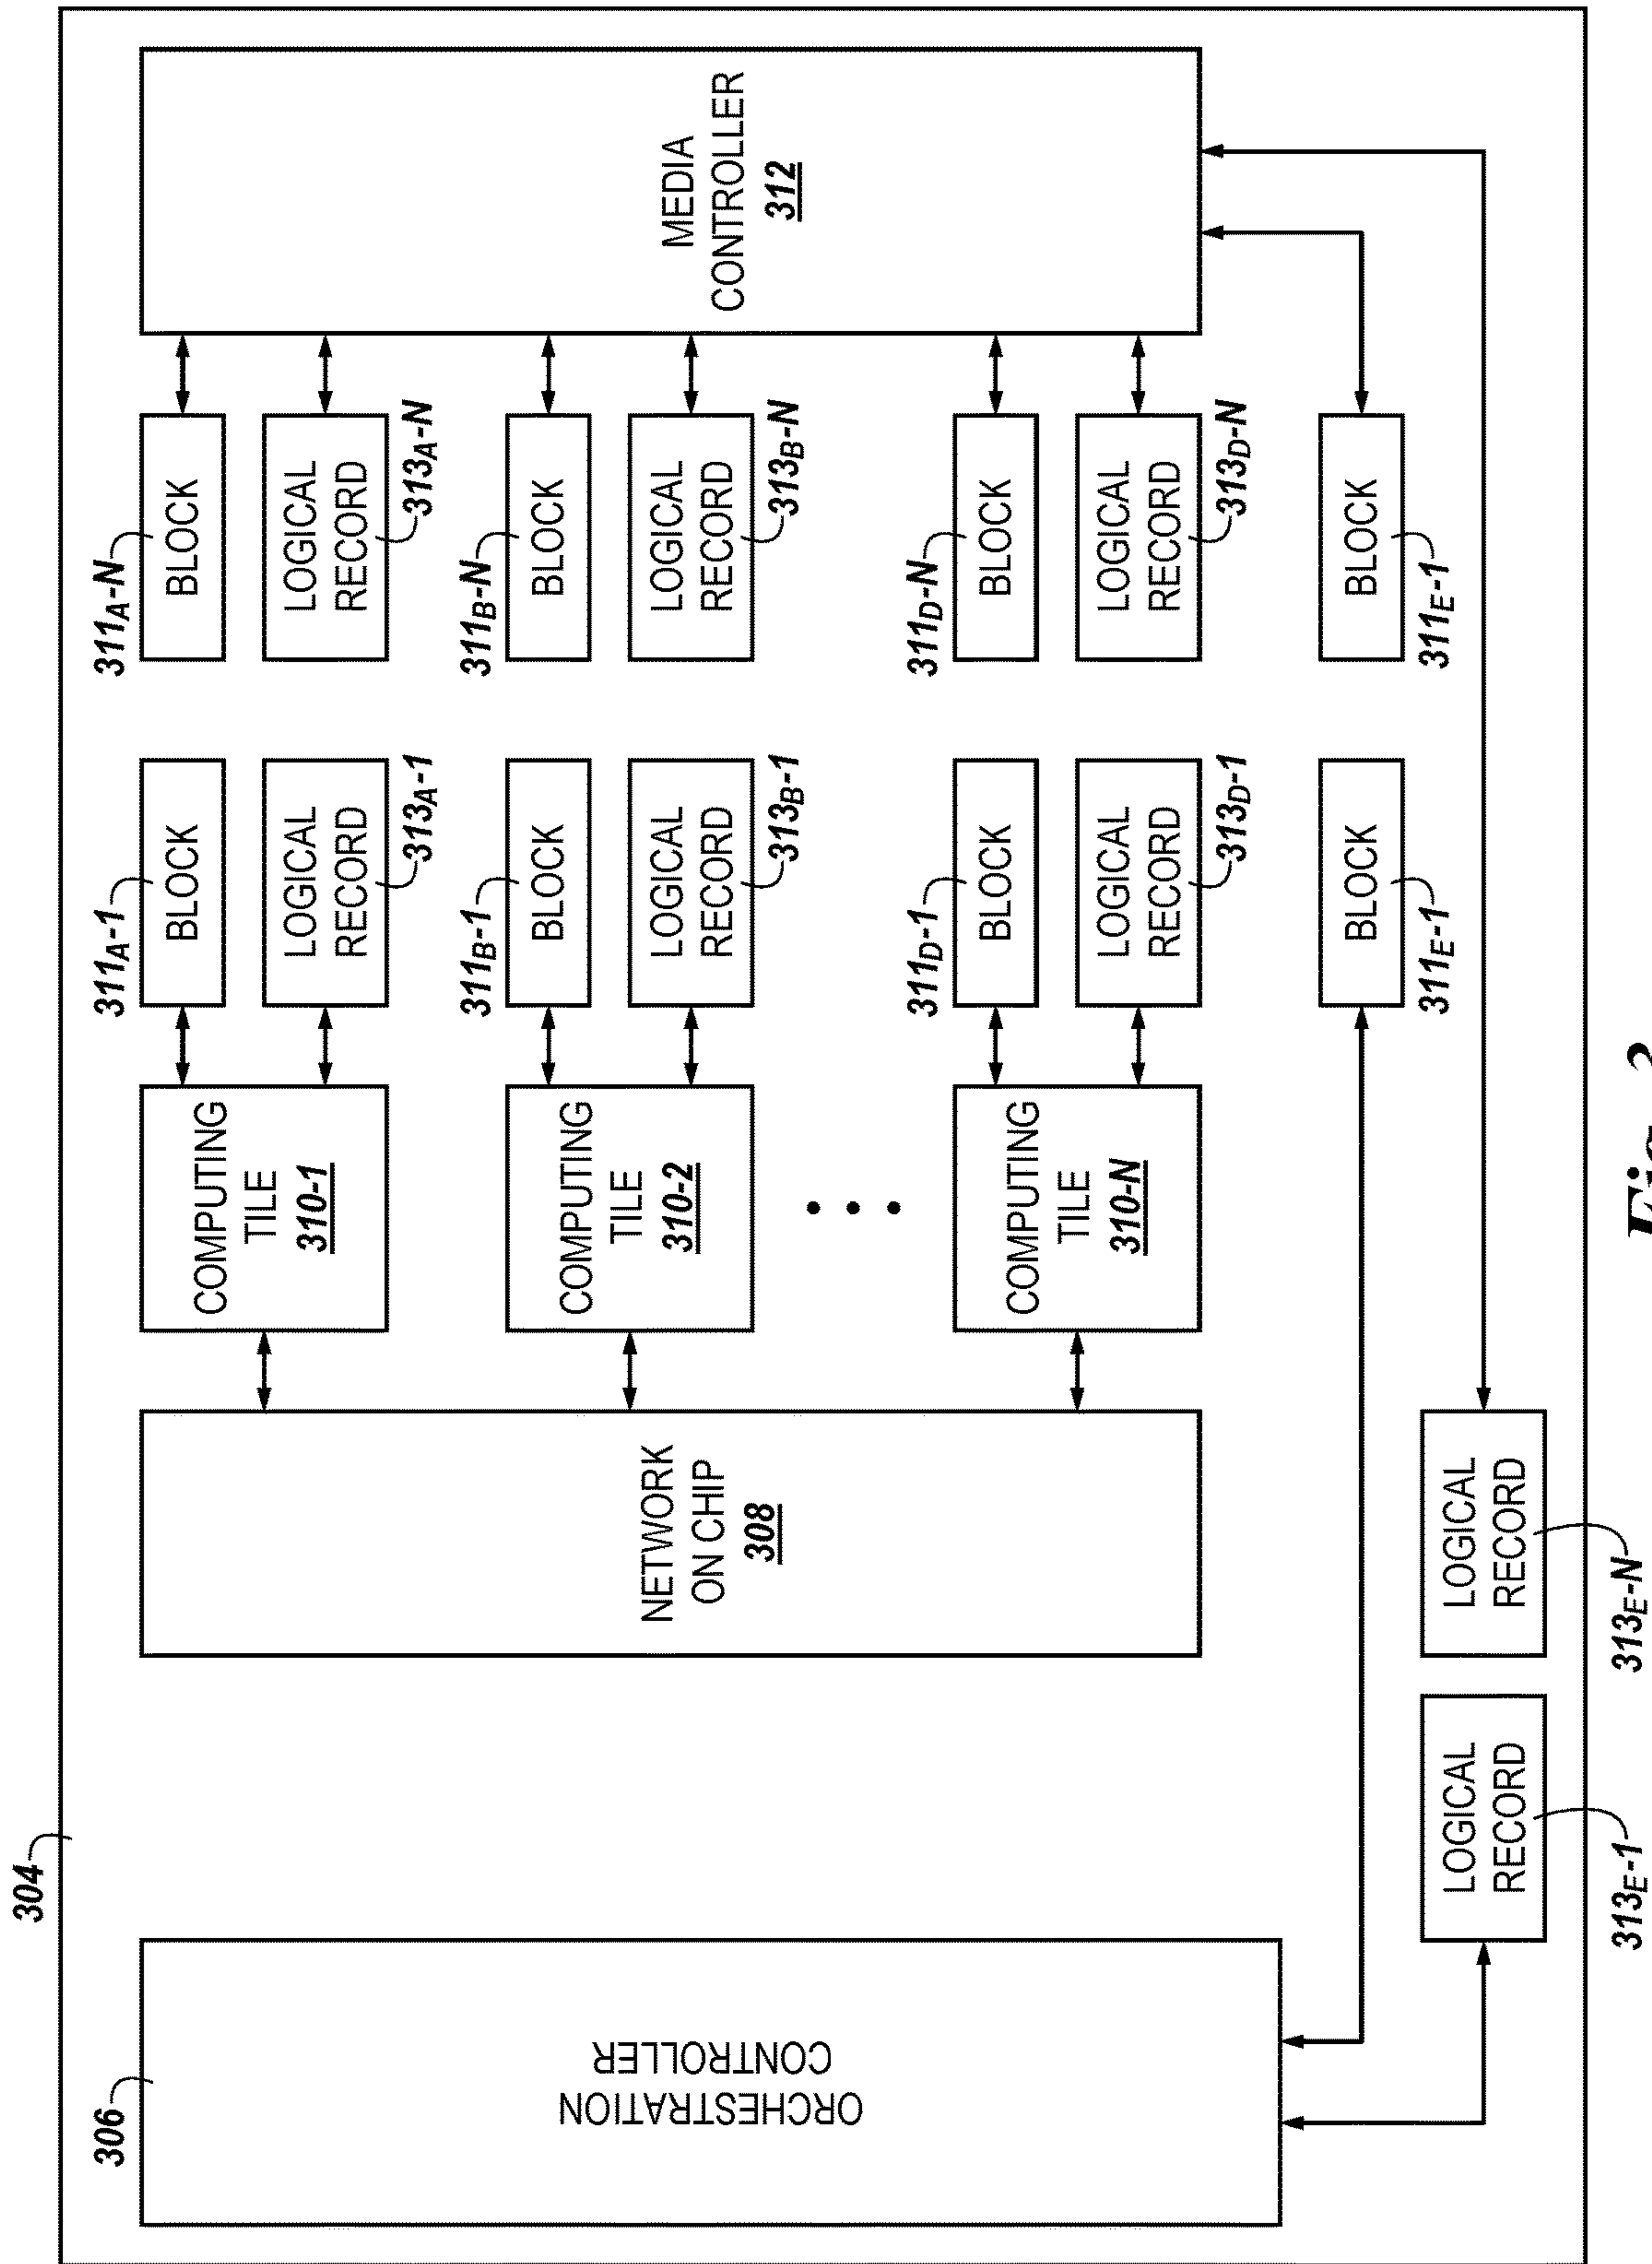 304
306
ORCHESTRATION
CONTROLLER
NETWORK
ON CHIP
308
COMPUTING
TILE
310-1
COMPUTING
TILE
310-2
COMPUTING
TILE
310-N
311A-1
BLOCK
LOGICAL
RECORD
313A-1
311B-1
BLOCK
LOGICAL
RECORD
313B-1
311D-1
BLOCK
LOGICAL
RECORD
313D-1
BLOCK
311E-1
311A-N
BLOCK
LOGICAL
RECORD
313A-N
311B-N
BLOCK
LOGICAL
RECORD
313B-N
311D-N
BLOCK
LOGICAL
RECORD
313D-N
BLOCK
311E-1
MEDIA
CONTROLLER
312
LOGICAL
RECORD
313E-1
LOGICAL
RECORD
313E-N